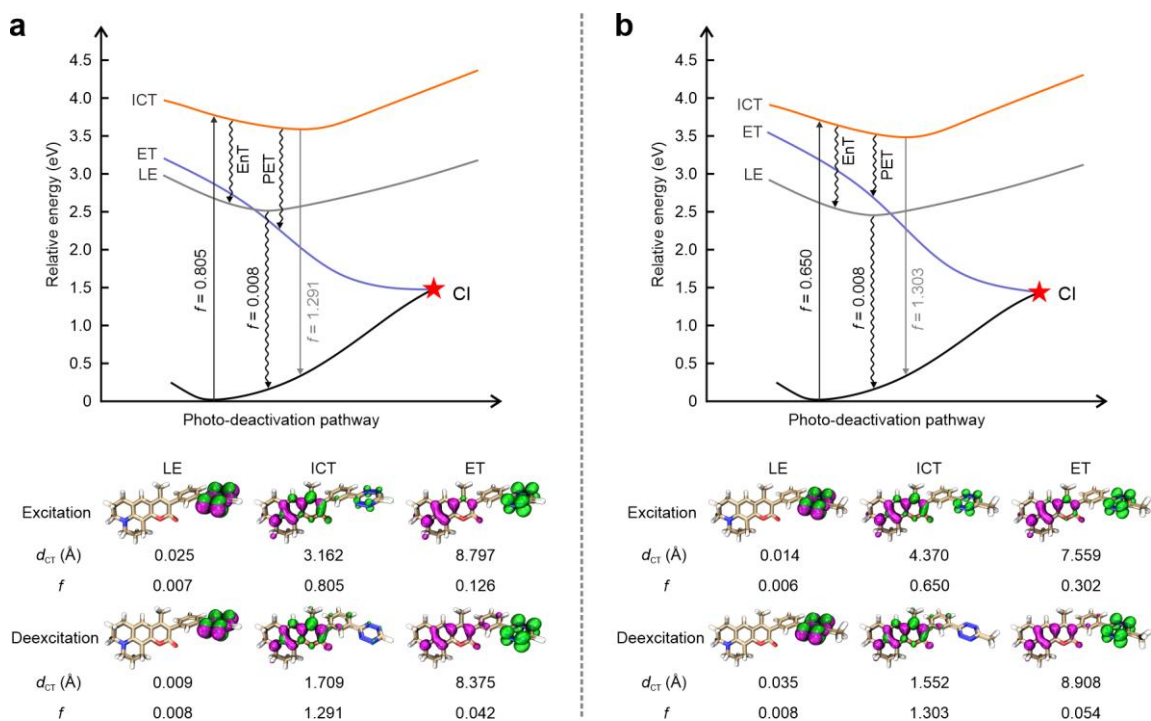 a
b
Relative energy (eV)
4.5
4.0
3.5
3.0
2.5
2.0
1.5
1.0
0.5
0
ICT
ET
LE
EnT
PET
f = 0.805
f = 0.008
f = 1.291
CI
Photo-deactivation pathway
Relative energy (eV)
4.5
4.0
3.5
3.0
2.5
2.0
1.5
1.0
0.5
0
ICT
ET
LE
EnT
PET
f = 0.650
f = 0.008
f = 1.303
CI
Photo-deactivation pathway
LE ICT ET
Excitation
dCT (Å) 0.025 3.162 8.797
f 0.007 0.805 0.126
Deexcitation
dCT (Å) 0.009 1.709 8.375
f 0.008 1.291 0.042
LE ICT ET
Excitation
dCT (Å) 0.014 4.370 7.559
f 0.006 0.650 0.302
Deexcitation
dCT (Å) 0.035 1.552 8.908
f 0.008 1.303 0.054